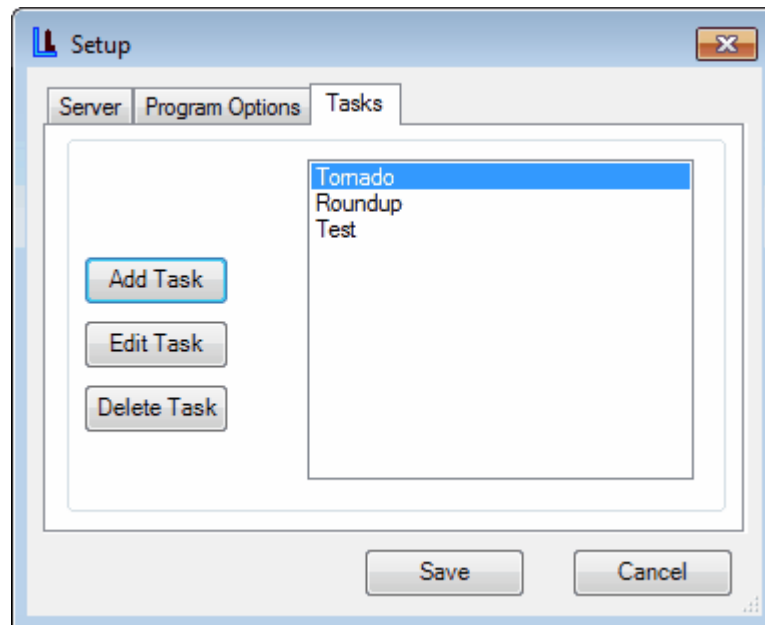 Setup
Server Program Options Tasks
Tornado
Roundup
Test
Add Task
Edit Task
Delete Task
Save Cancel